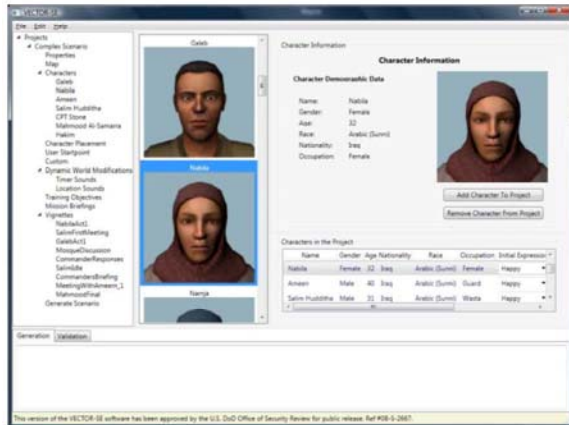 VECTOR-SE
File Edit Help
Projects
Complex Scenario
Properties
Map
Characters
Galeb
Nabila
Ameen
Salim Hudditha
CPT Stone
Mahmood Al-Samarra
Hakim
Character Placement
User Startpoint
Custom
Dynamic World Modifications
Timer Sounds
Location Sounds
Training Objectives
Mission Briefings
Vignettes
NabilaAct1
SalimFirstMeeting
GalebAct1
MosqueDiscussion
CommanderResponses
SalimIdle
CommandersBriefing
MeetingWithAmeem_1
MahmoodFinal
Generate Scenario
Galeb
Nabila
Namja
Character Information
Character Information
Character Demographic Data
Name: Nabila
Gender: Female
Age: 32
Race: Arabic (Sunni)
Nationality: Iraq
Occupation: Female
Add Character To Project
Remove Character From Project
Characters in the Project
Name Gender Age Nationality Race Occupation Initial Expression
Nabila Female 32 Iraq Arabic (Sunni) Female Happy
Ameen Male 40 Iraq Arabic (Sunni) Guard Happy
Salim Hudditha Male 31 Iraq Arabic (Sunni) Wasta Happy
Generation Validation
This version of the VECTOR-SE software has been approved by the U.S. DoD Office of Security Review for public release. Ref #08-S-2667.